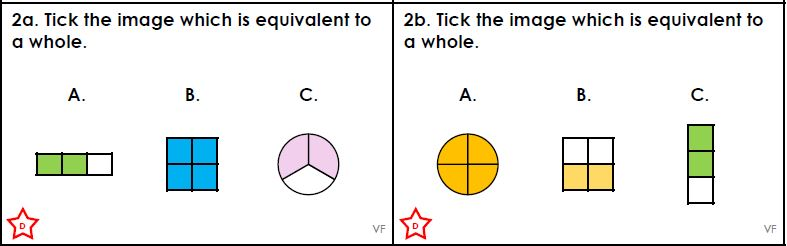 2a. Tick the image which is equivalent to
a whole.
A. B. C.
D
VF
2b. Tick the image which is equivalent to
a whole.
A. B. C.
D
VF